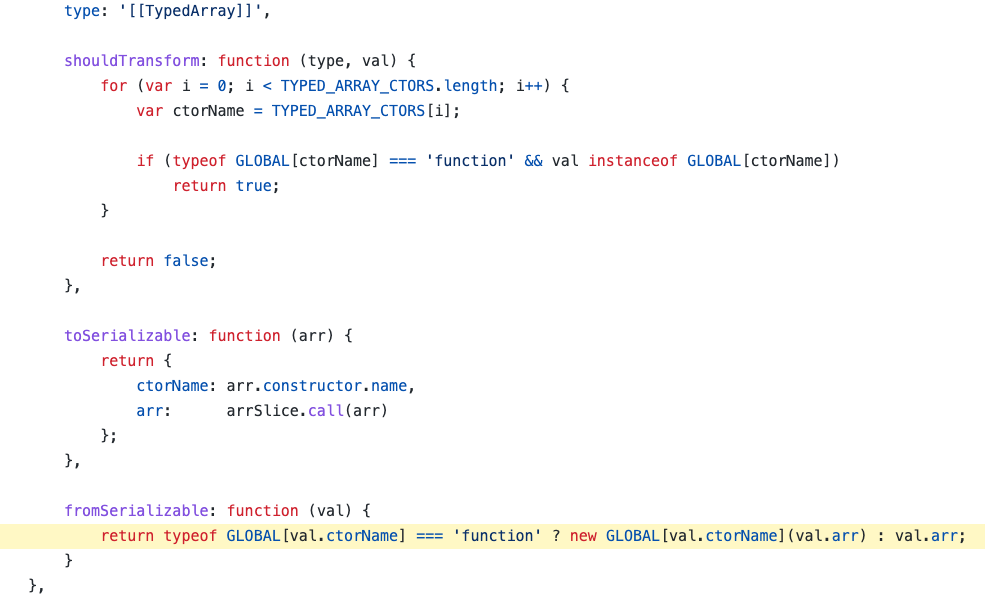 type: '[[TypedArray]]',
shouldTransform: function (type, val) {
for (var i = 0; i < TYPED_ARRAY_CTORS.length; i++) {
var ctorName = TYPED_ARRAY_CTORS[i];
if (typeof GLOBAL[ctorName] === 'function' && val instanceof GLOBAL[ctorName])
return true;
}
return false;
},
toSerializable: function (arr) {
return {
ctorName: arr.constructor.name,
arr:      arrSlice.call(arr)
};
},
fromSerializable: function (val) {
return typeof GLOBAL[val.ctorName] === 'function' ? new GLOBAL[val.ctorName](val.arr) : val.arr;
}
},